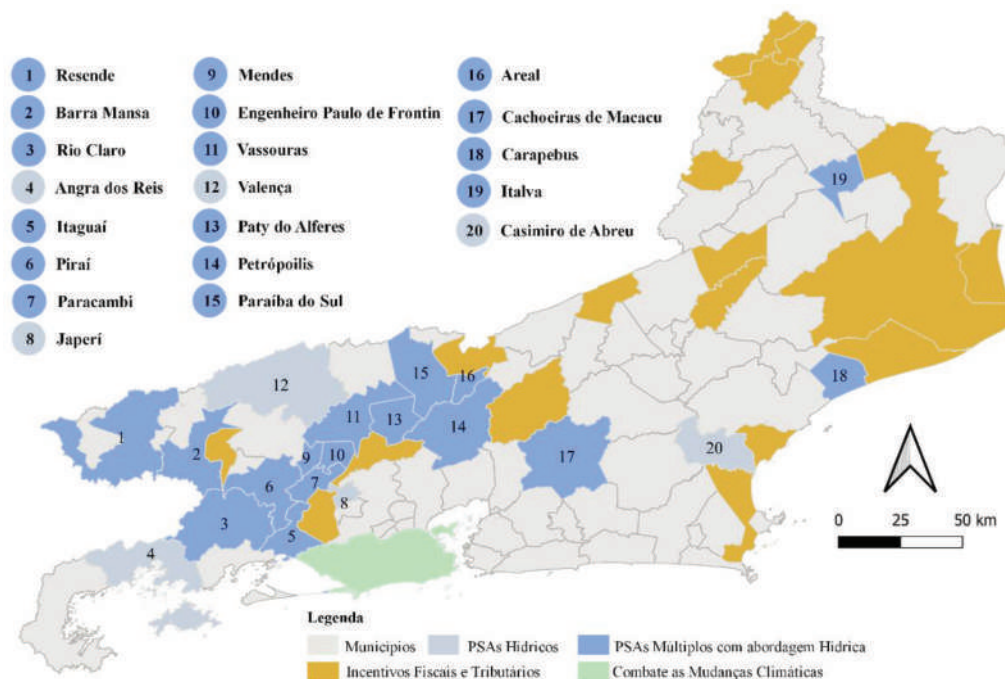 1 Resende
2 Barra Mansa
3 Rio Claro
4 Angra dos Reis
5 Itaguaí
6 Piraí
7 Paracambi
8 Japerí
9 Mendes
10 Engenheiro Paulo de Frontin
11 Vassouras
12 Valença
13 Paty do Alferes
14 Petrópoilis
15 Paraíba do Sul
16 Areal
17 Cachoeiras de Macacu
18 Carapebus
19 Italva
20 Casimiro de Abreu
19
18
15
16
12
11
13
14
1
2
9
10
17
20
6
7
8
3
5
4
0 25 50 km
Legenda
Municípios
PSAs Hídricos
PSAs Múltiplos com abordagem Hídrica
Incentivos Fiscais e Tributários
Combate as Mudanças Climáticas